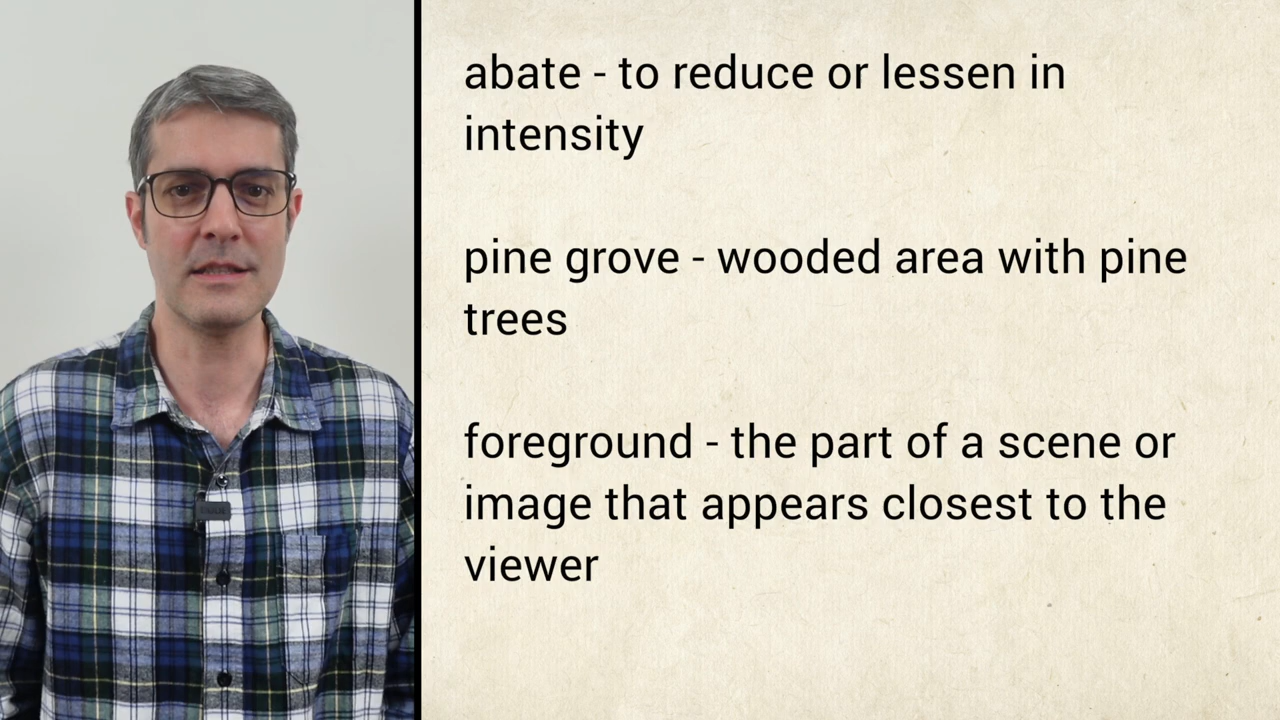 abate - to reduce or lessen in
intensity
pine grove - wooded area with pine
trees
foreground - the part of a scene or
image that appears closest to the
viewer